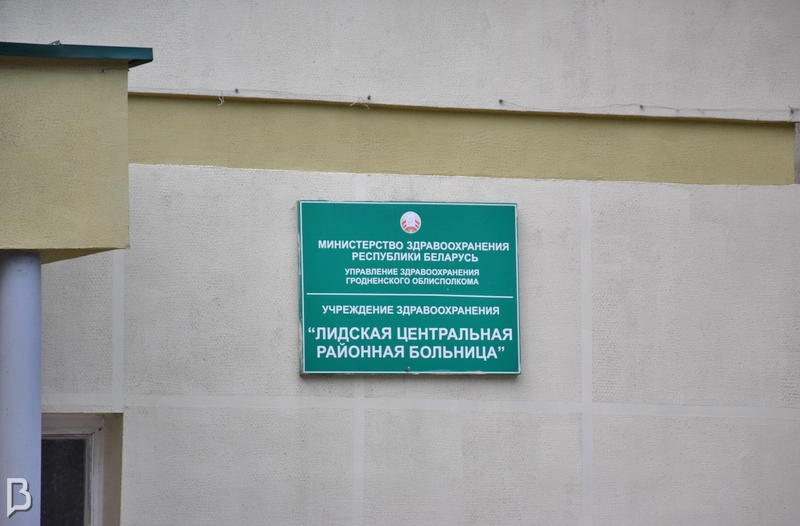 МИНИСТЕРСТВО ЗДРАВООХРАНЕНИЯ
РЕСПУБЛИКИ БЕЛАРУСЬ
УПРАВЛЕНИЕ ЗДРАВООХРАНЕНИЯ
ГРОДНЕНСКОГО ОБЛИСПОЛКОМА
УЧРЕЖДЕНИЕ ЗДРАВООХРАНЕНИЯ
“ЛИДСКАЯ ЦЕНТРАЛЬНАЯ
РАЙОННАЯ БОЛЬНИЦА”